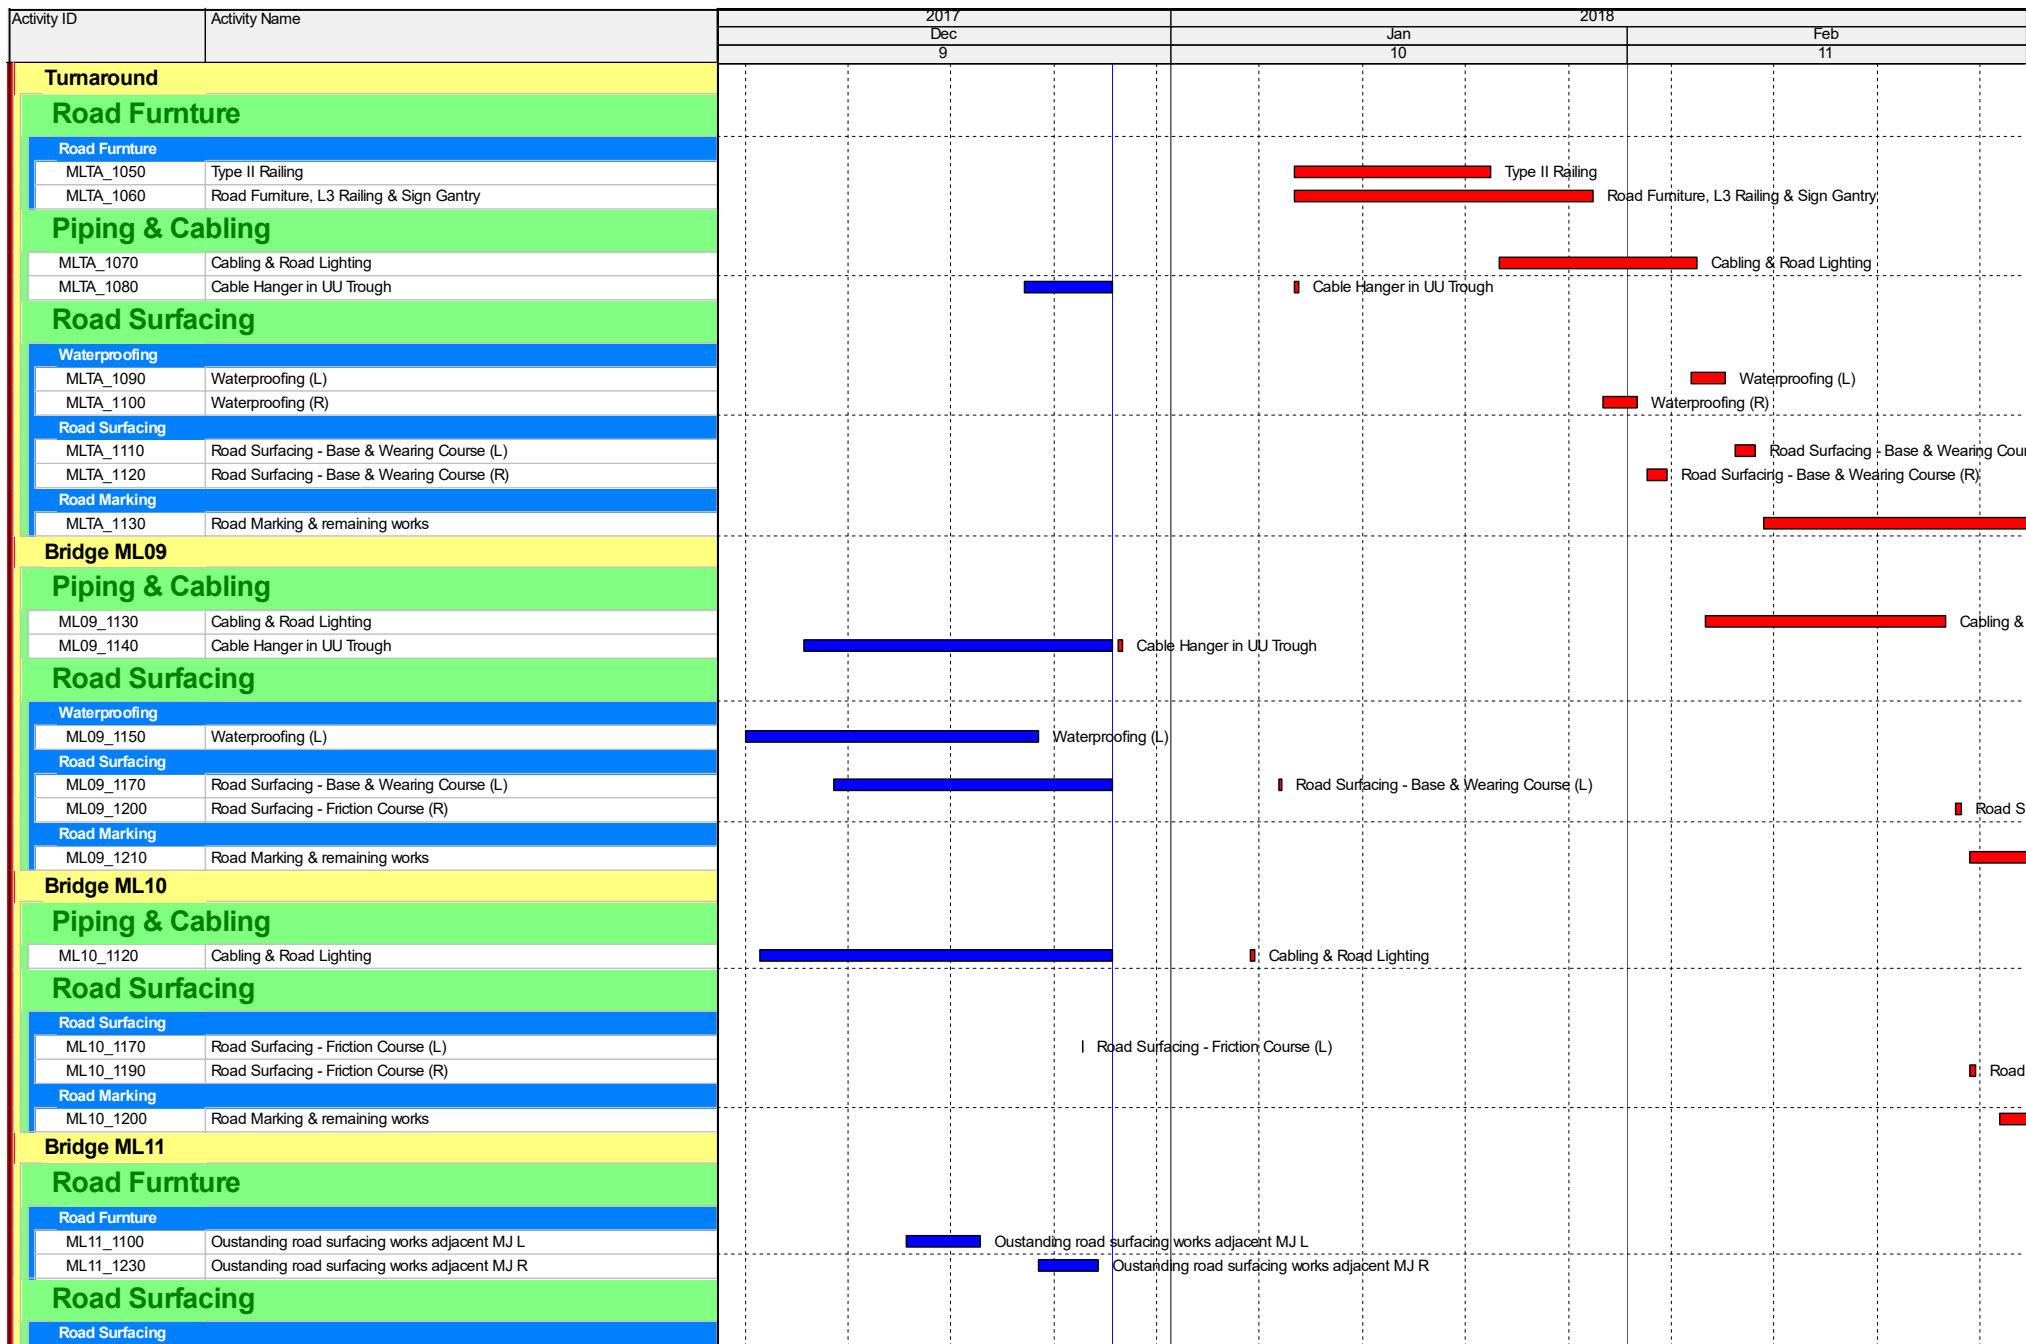 Activity ID Activity Name 2017 2018
Dec Jan Feb
9 10 11
Turnaround
Road Furnture
Road Furnture
MLTA_1050 Type II Railing Type II Railing
MLTA_1060 Road Furniture, L3 Railing & Sign Gantry Road Furniture, L3 Railing & Sign Gantry
Piping & Cabling
MLTA_1070 Cabling & Road Lighting Cabling & Road Lighting
MLTA_1080 Cable Hanger in UU Trough Cable Hanger in UU Trough
Road Surfacing
Waterproofing
MLTA_1090 Waterproofing (L) Waterproofing (L)
MLTA_1100 Waterproofing (R) Waterproofing (R)
Road Surfacing
MLTA_1110 Road Surfacing - Base & Wearing Course (L) Road Surfacing - Base & Wearing Cour
MLTA_1120 Road Surfacing - Base & Wearing Course (R) Road Surfacing - Base & Wearing Course (R)
Road Marking
MLTA_1130 Road Marking & remaining works
Bridge ML09
Piping & Cabling
ML09_1130 Cabling & Road Lighting Cabling &
ML09_1140 Cable Hanger in UU Trough Cable Hanger in UU Trough
Road Surfacing
Waterproofing
ML09_1150 Waterproofing (L) Waterproofing (L)
Road Surfacing
ML09_1170 Road Surfacing - Base & Wearing Course (L) Road Surfacing - Base & Wearing Course (L)
ML09_1200 Road Surfacing - Friction Course (R) Road S
Road Marking
ML09_1210 Road Marking & remaining works
Bridge ML10
Piping & Cabling
ML10_1120 Cabling & Road Lighting Cabling & Road Lighting
Road Surfacing
Road Surfacing
ML10_1170 Road Surfacing - Friction Course (L) Road Surfacing - Friction Course (L)
ML10_1190 Road Surfacing - Friction Course (R) Road
Road Marking
ML10_1200 Road Marking & remaining works
Bridge ML11
Road Furnture
Road Furnture
ML11_1100 Oustanding road surfacing works adjacent MJ L Oustanding road surfacing works adjacent MJ L
ML11_1230 Oustanding road surfacing works adjacent MJ R Oustanding road surfacing works adjacent MJ R
Road Surfacing
Road Surfacing